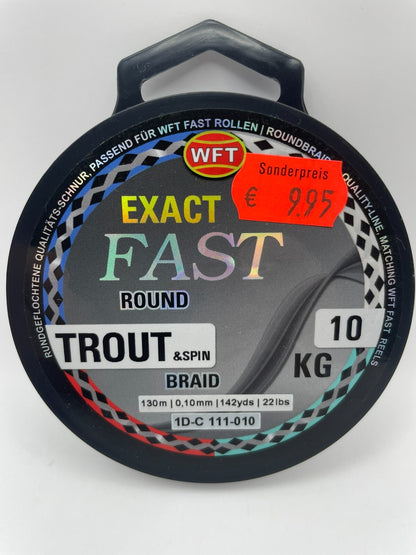 RUNDGEFLOCHTENE QUALITÄTS-SCHNUR, PASSEND FÜR WFT FAST ROLLEN | ROUNDBRAID QUALITY-LINE, MATCHING WFT FAST REELS
WFT
Sonderpreis
€ 9.95
EXACT
FAST
ROUND
TROUT & SPIN
BRAID
10
KG
130m | 0,10mm | 142yds | 22lbs
1D-C 111-010